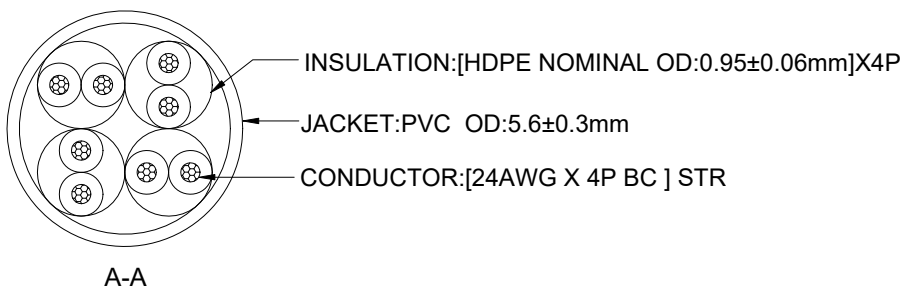 INSULATION:[HDPE NOMINAL OD:0.95±0.06mm]X4P
JACKET:PVC OD:5.6±0.3mm
CONDUCTOR:[24AWG X 4P BC ] STR
A-A